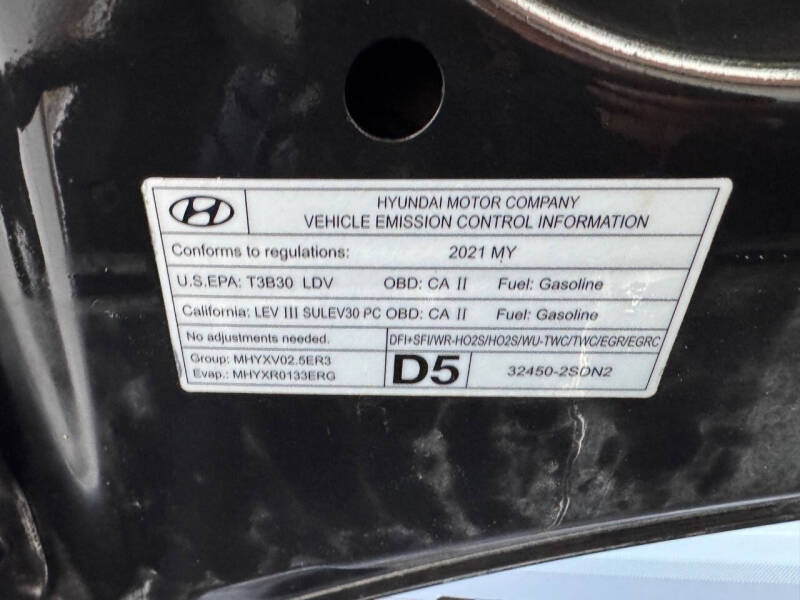 HYUNDAI MOTOR COMPANY
VEHICLE EMISSION CONTROL INFORMATION
Conforms to regulations: 2021 MY
U.S.EPA: T3B30 LDV OBD: CA II Fuel: Gasoline
California: LEV III SULEV30 PC OBD: CA II Fuel: Gasoline
No adjustments needed. DFI+SFI/WR-HO2S/HO2S/WU-TWC/TWC/EGR/EGRC
Group: MHYXV02.5ER3
Evap.: MHYXR0133ERG
D5 32450-2SDN2